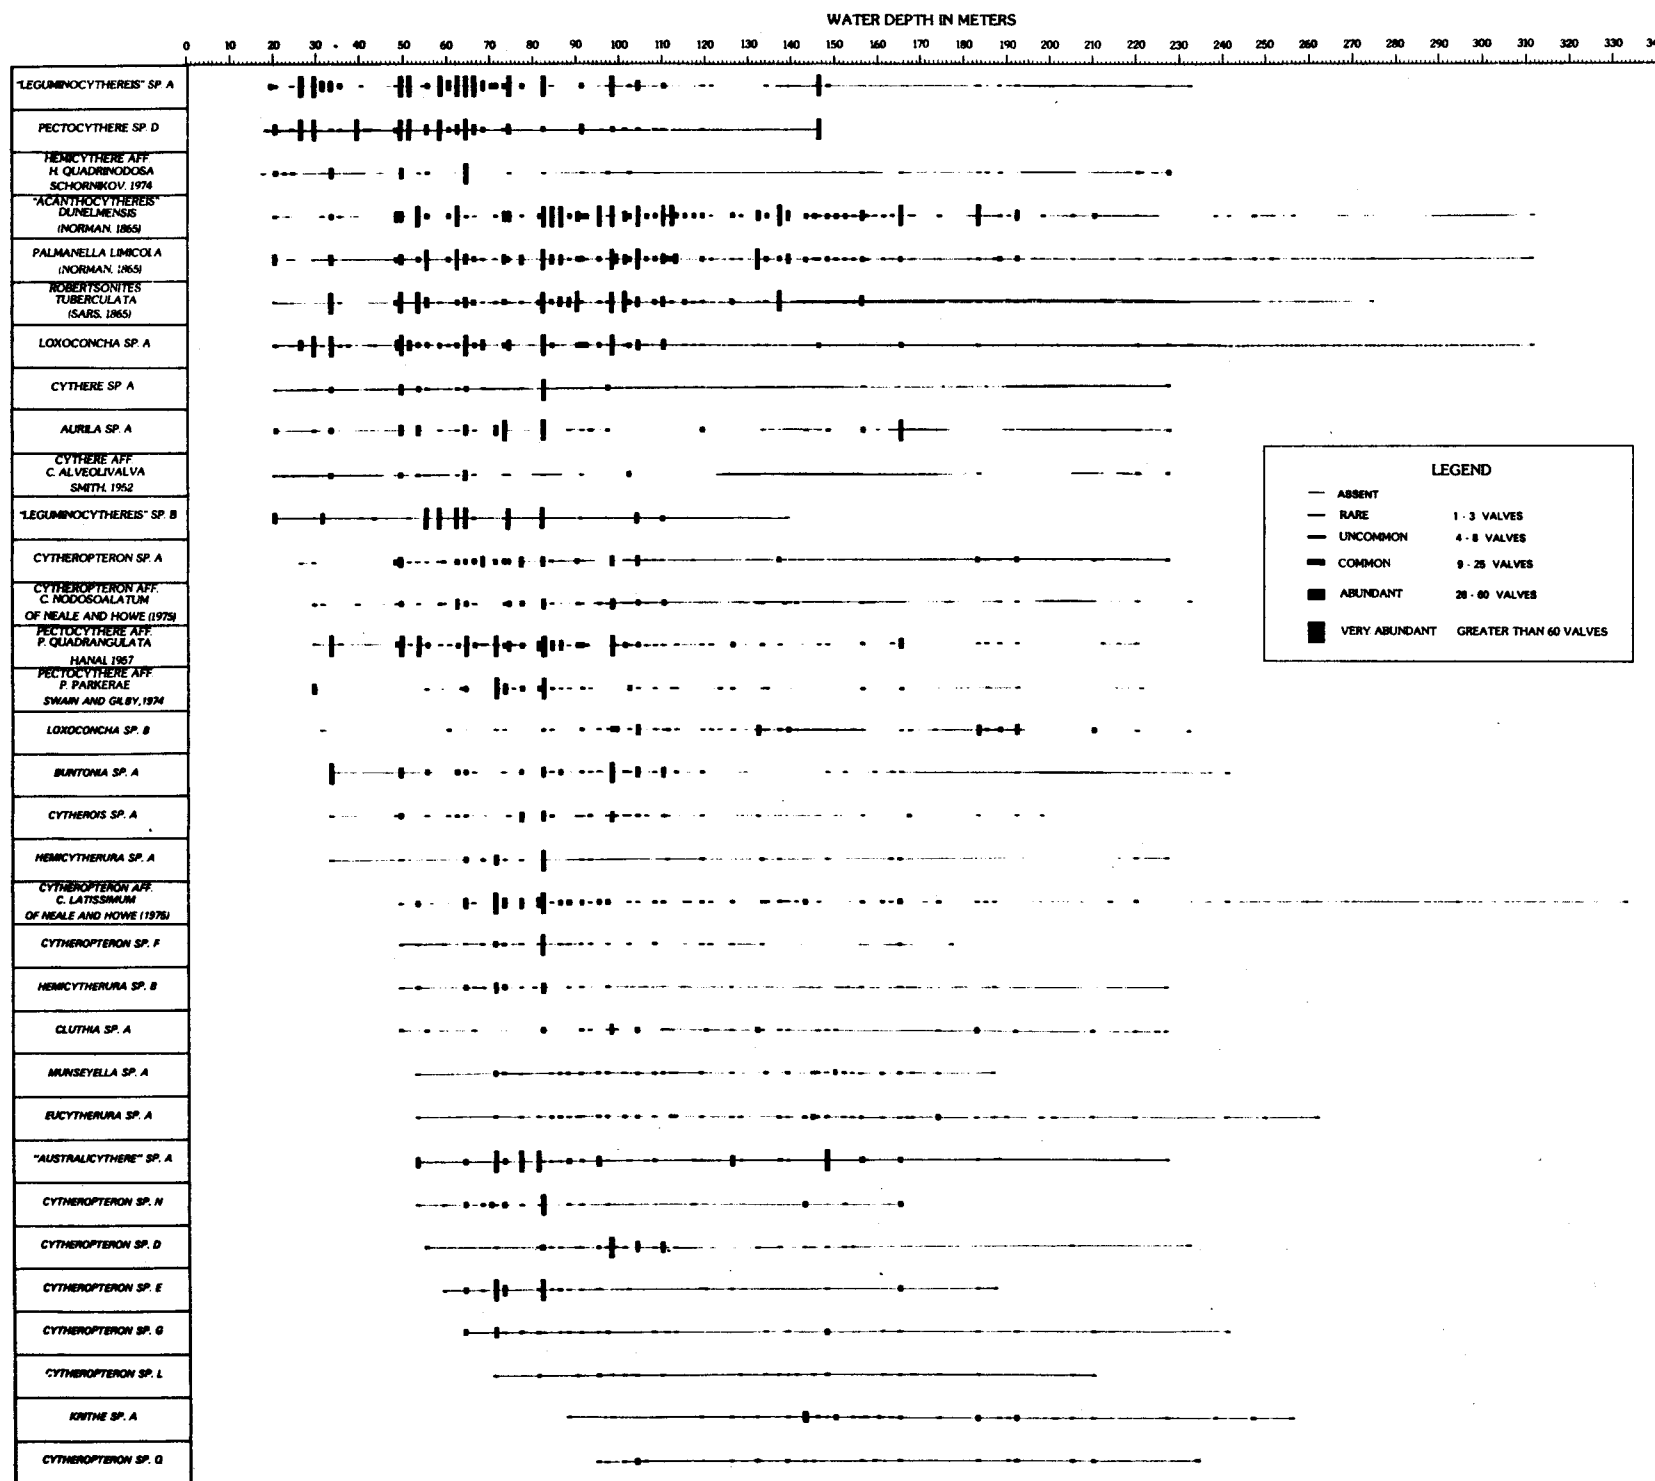 WATER DEPTH IN METERS
0 10 20 30 40 50 60 70 80 90 100 110 120 130 140 150 160 170 180 190 200 210 220 230 240 250 260 270 280 290 300 310 320 330
"LEGUMINOCYTHEREIS" SP. A
PECTOCYTHERE SP. D
HEMICYTHERE AFF.
H. QUADRINODOSA
SCHORNIKOV, 1974
"ACANTHOCYTHEREIS"
DUNELMENSIS
(NORMAN, 1865)
PALMANELLA LIMICOLA
(NORMAN, 1865)
ROBERTSONITES
TUBERCULATA
(SARS, 1865)
LOXOCONCHA SP. A
CYTHERE SP. A
AURILA SP. A
CYTHERE AFF.
C. ALVEOLIVALVA
SMITH, 1952
"LEGUMINOCYTHEREIS" SP. B
CYTHEROPTERON SP. A
CYTHEROPTERON AFF.
C. NODOSOALATUM
OF NEALE AND HOWE (1975)
PECTOCYTHERE AFF.
P. QUADRANGULATA
HANAI, 1957
PECTOCYTHERE AFF.
P. PARKERAE
SWAIN AND GILBY, 1974
LOXOCONCHA SP. B
BUNTONIA SP. A
CYTHEROIS SP. A
HEMICYTHERURA SP. A
CYTHEROPTERON AFF.
C. LATISSIMUM
OF NEALE AND HOWE (1975)
CYTHEROPTERON SP. F
HEMICYTHERURA SP. B
CLUTHIA SP. A
MUNSEYELLA SP. A
EUCYTHERURA SP. A
"AUSTRALICYTHERE" SP. A
CYTHEROPTERON SP. N
CYTHEROPTERON SP. D
CYTHEROPTERON SP. E
CYTHEROPTERON SP. G
CYTHEROPTERON SP. L
KRITHE SP. A
CYTHEROPTERON SP. Q
LEGEND
ABSENT
RARE 1 - 3 VALVES
UNCOMMON 4 - 8 VALVES
COMMON 9 - 25 VALVES
ABUNDANT 26 - 60 VALVES
VERY ABUNDANT GREATER THAN 60 VALVES